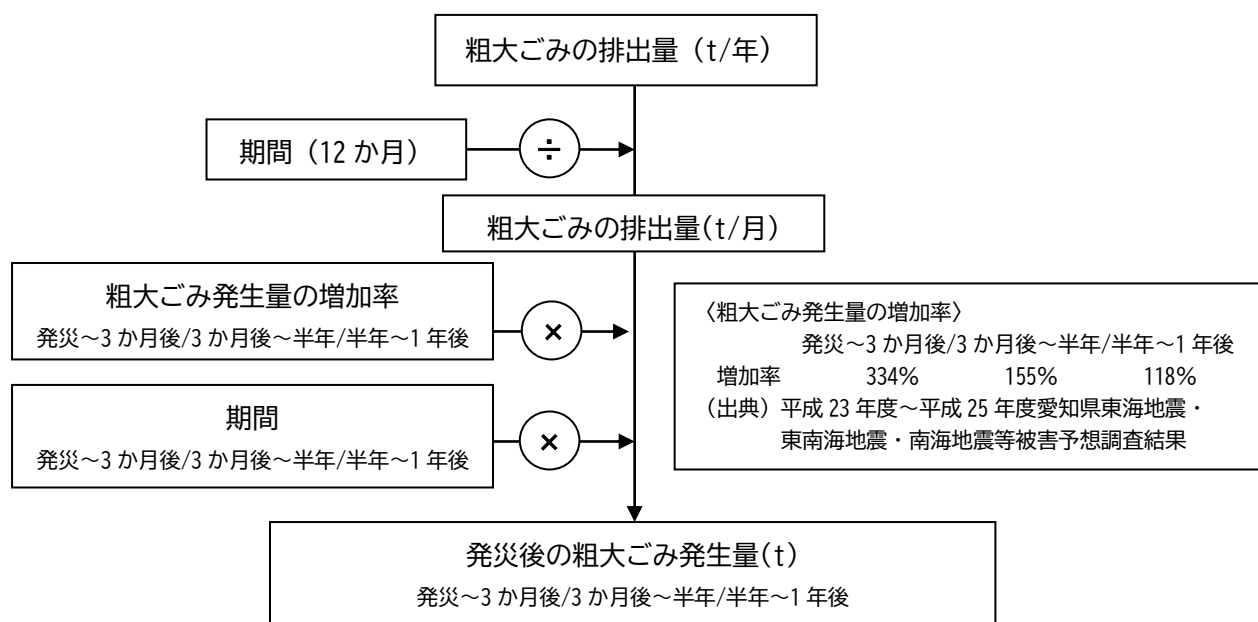 粗大ごみの排出量（t/年）
期間（12 か月）
÷
粗大ごみの排出量(t/月)
粗大ごみ発生量の増加率
発災～3 か月後/3 か月後～半年/半年～1 年後
×
期間
発災～3 か月後/3 か月後～半年/半年～1 年後
×
〈粗大ごみ発生量の増加率〉
発災～3 か月後/3 か月後～半年/半年～1 年後
増加率 334% 155% 118%
（出典）平成 23 年度～平成 25 年度愛知県東海地震・
東南海地震・南海地震等被害予想調査結果
発災後の粗大ごみ発生量(t)
発災～3 か月後/3 か月後～半年/半年～1 年後